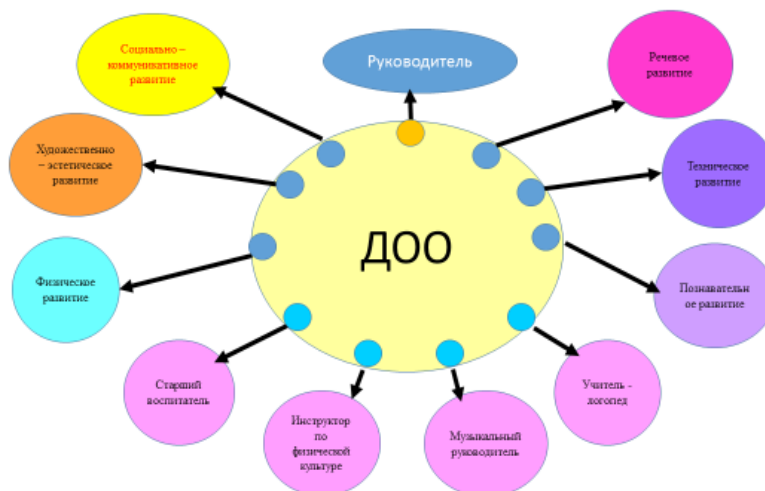 Социально –
коммуникативное
развитие
Руководитель
Речевое
развитие
Художественно
– эстетическое
развитие
Техническое
развитие
ДОО
Физическое
развитие
Познавательн
ое развитие
Старший
воспитатель
Инструктор
по
физической
культуре
Музыкальный
руководитель
Учитель -
логопед